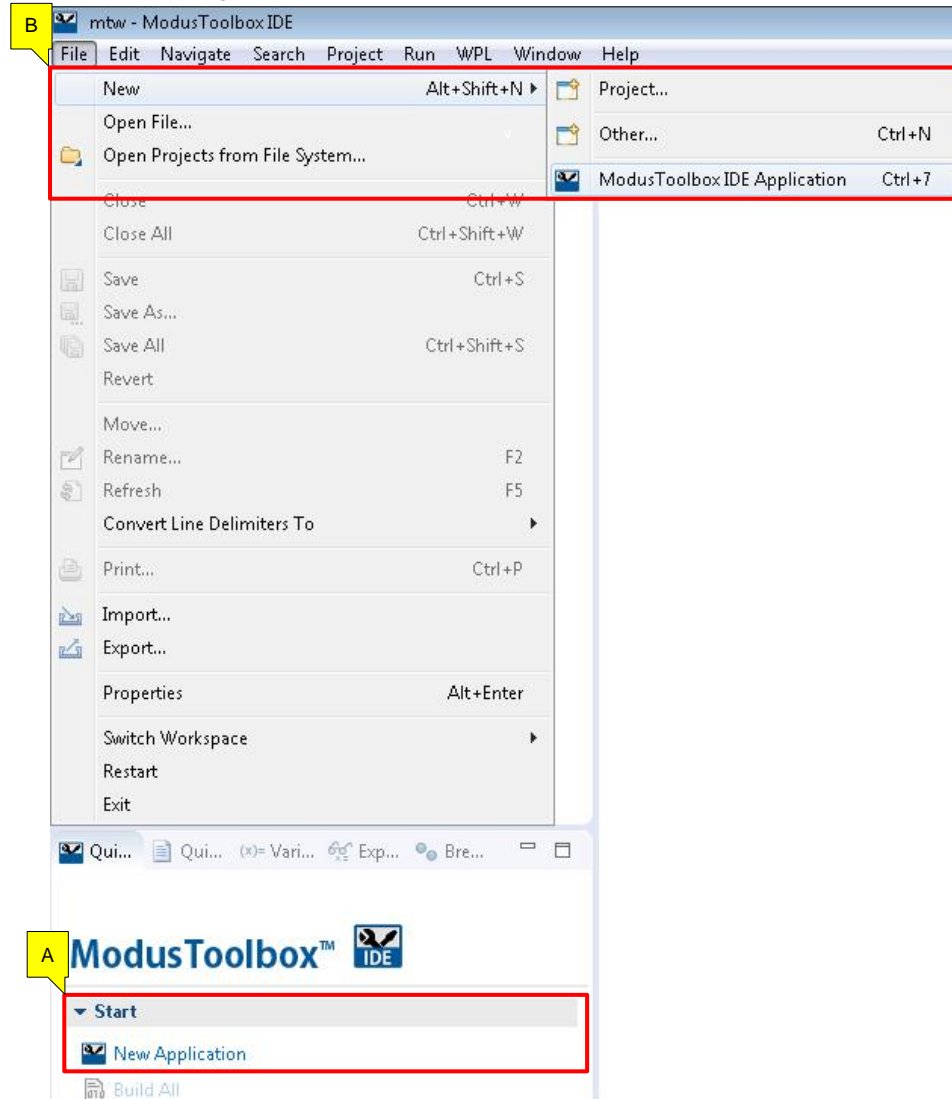 B
mtw - ModusToolbox IDE
File Edit Navigate Search Project Run WPL Window Help
New Alt+Shift+N
Project...
Open File...
Other... Ctrl+N
Open Projects from File System...
ModusToolbox IDE Application Ctrl+7
Close Ctrl+W
Close All Ctrl+Shift+W
Save Ctrl+S
Save As...
Save All Ctrl+Shift+S
Revert
Move...
Rename... F2
Refresh F5
Convert Line Delimiters To
Print... Ctrl+P
Import...
Export...
Properties Alt+Enter
Switch Workspace
Restart
Exit
Qui... Qui... (x)= Vari... Exp... Bre...
A
ModusToolbox™ IDE
Start
New Application
Build All